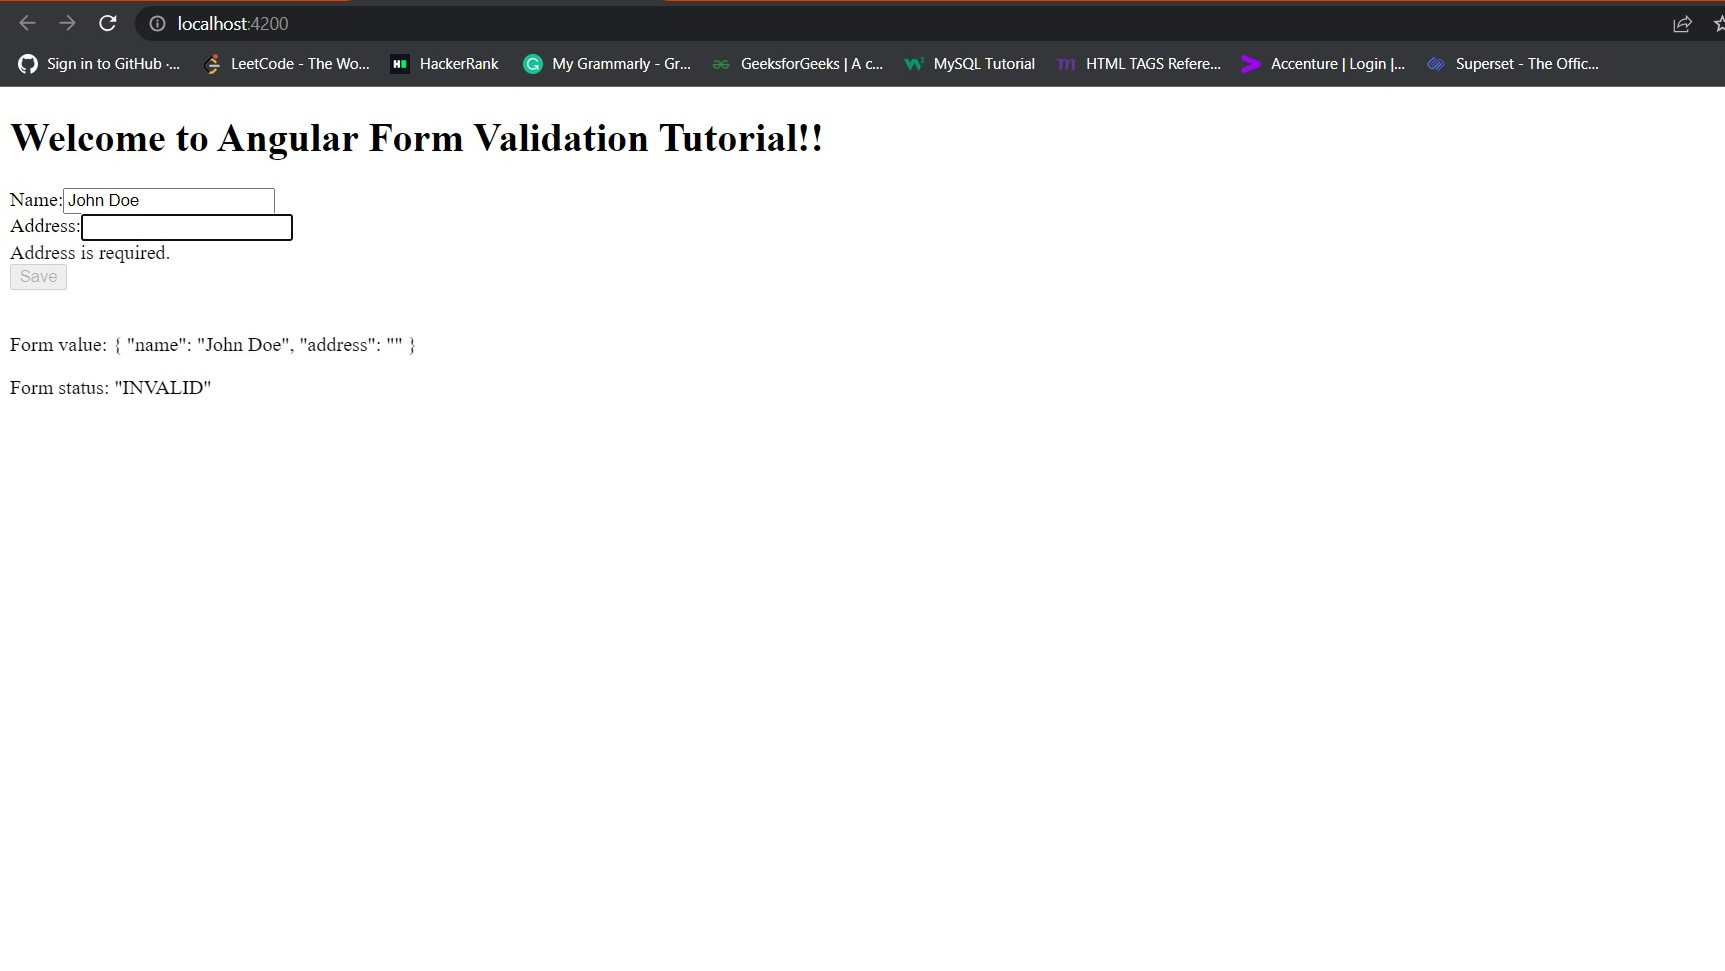 localhost:4200
Sign in to GitHub ·... LeetCode - The Wo... HackerRank My Grammarly - Gr... GeeksforGeeks | A c... MySQL Tutorial HTML TAGS Refere... Accenture | Login |... Superset - The Offic...
Welcome to Angular Form Validation Tutorial!!
Name: John Doe
Address:
Address is required.
Save
Form value: { "name": "John Doe", "address": "" }
Form status: "INVALID"